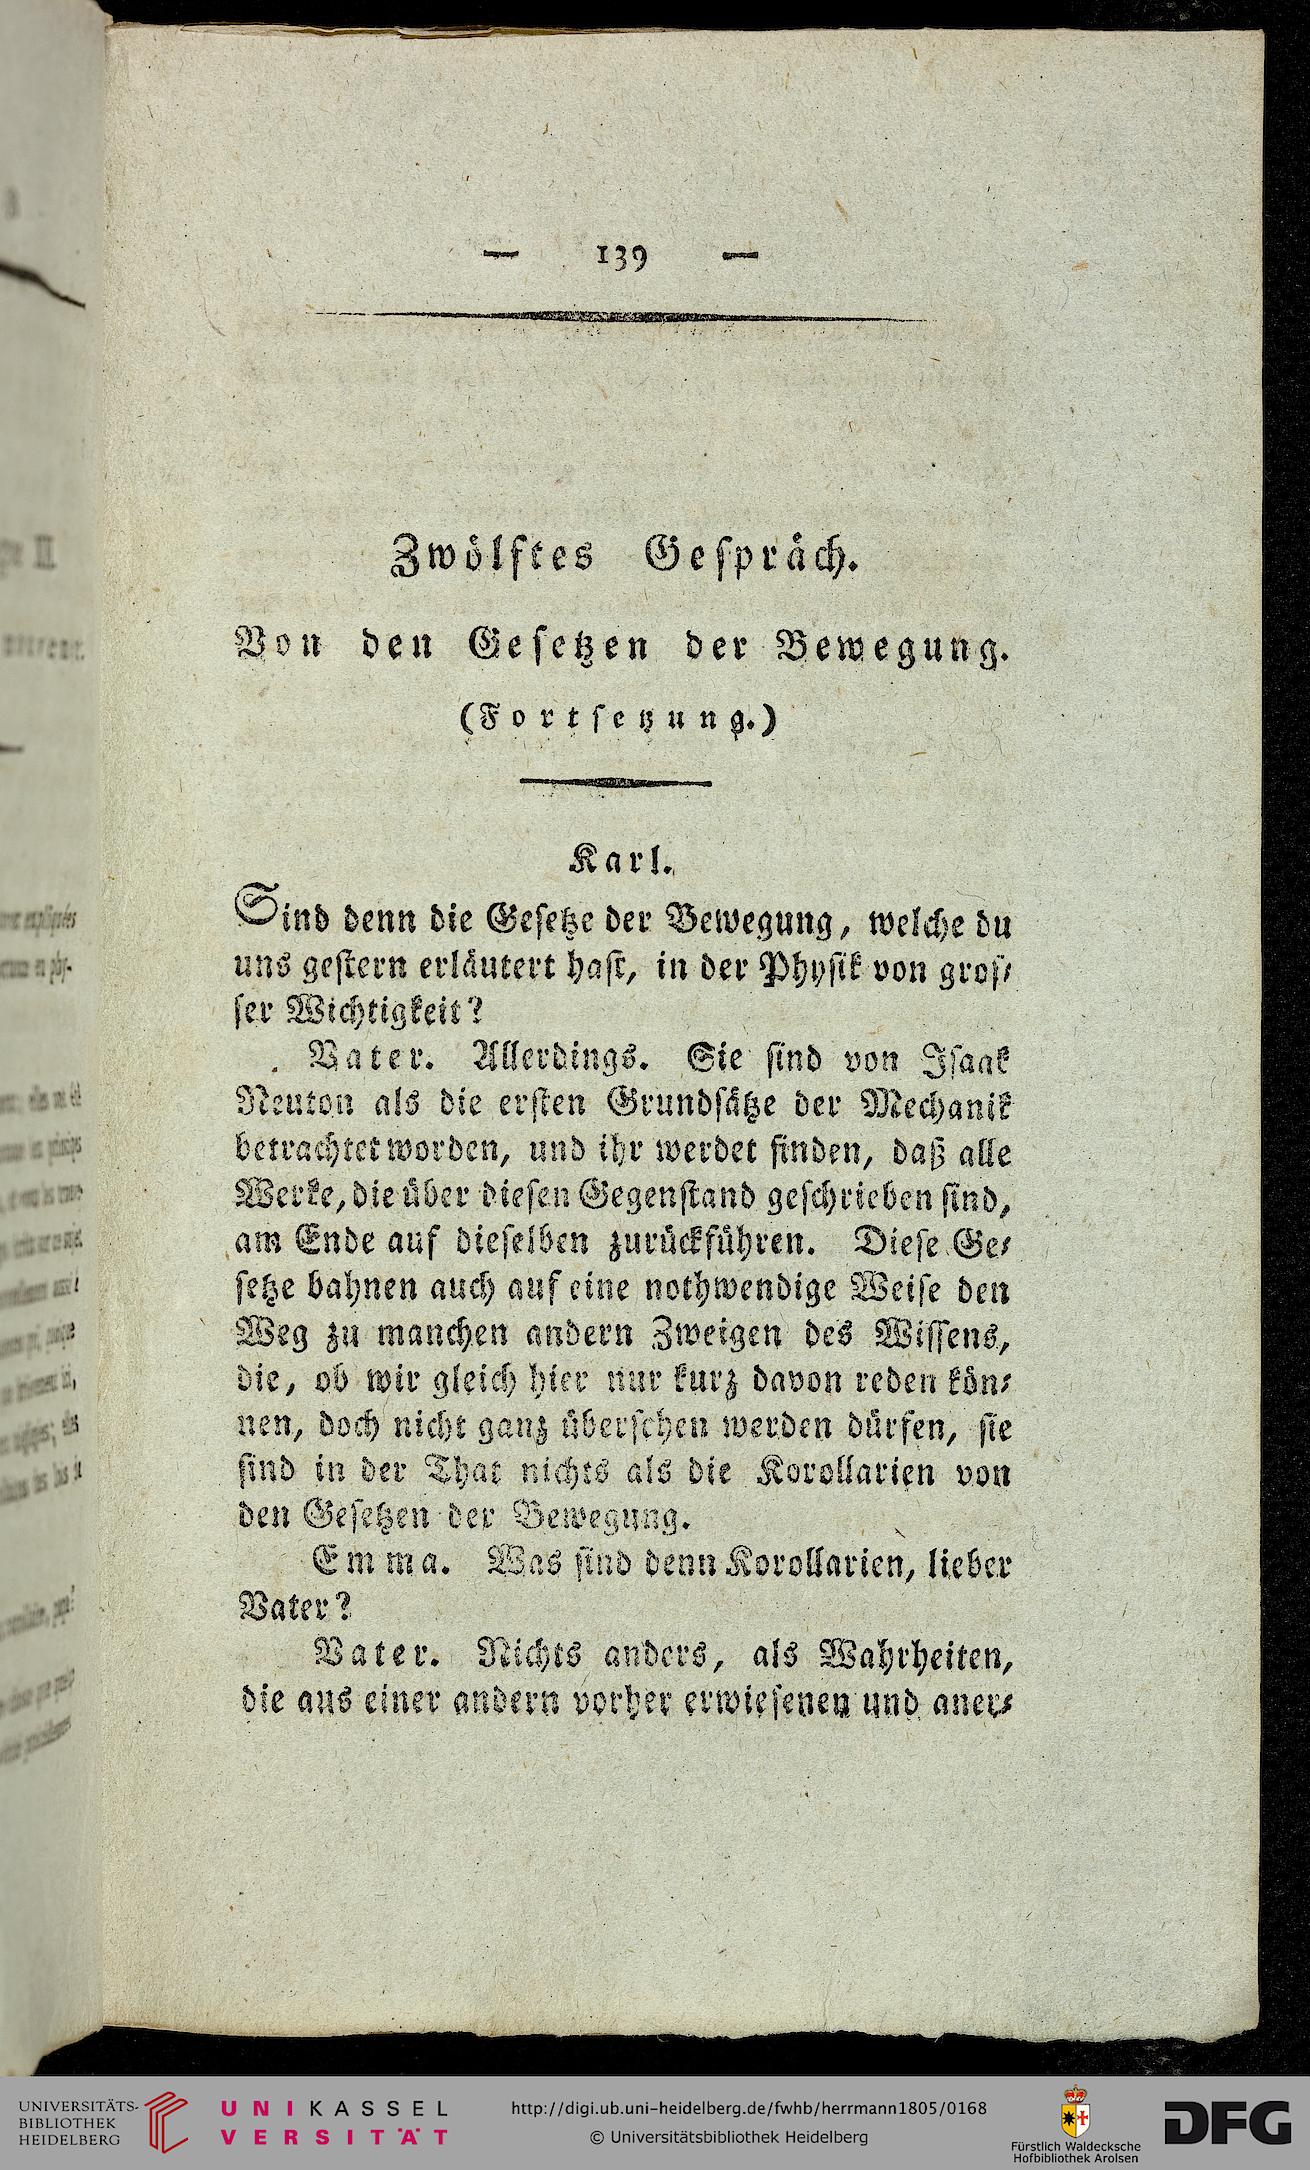 — 139 —
Zwölftes Gespräch.
Von den Gesetzen der Bewegung.
(Fortsetzung.)
Karl.
Sind denn die Gesetze der Bewegung, welche du
uns gestern erläutert hast, in der Physik von gros-
ser Wichtigkeit?
Vater. Allerdings. Sie sind von Isaak
Neuton als die ersten Grundsätze der Mechanik
betrachtet worden, und ihr werdet finden, daß alle
Werke, die über diesen Gegenstand geschrieben sind,
am Ende auf dieselben zurückführen. Diese Ge-
setze bahnen auch auf eine nothwendige Weise den
Weg zu manchen andern Zweigen des Wissens,
die, ob wir gleich hier nur kurz davon reden kön-
nen, doch nicht ganz übersehen werden dürfen, sie
sind in der That nichts als die Korollarien von
den Gesetzen der Bewegung.
Emma. Was sind denn Korollarien, lieber
Vater?
Vater. Nichts anders, als Wahrheiten,
die aus einer andern vorher erwiesenen und aner-
UNIVERSITÄTS-
BIBLIOTHEK
HEIDELBERG
UNIKASSEL
VERSITÄT
http://digi.ub.uni-heidelberg.de/fwhb/herrmann1805/0168
© Universitätsbibliothek Heidelberg
Fürstlich Waldecksche
Hofbibliothek Arolsen
DFG